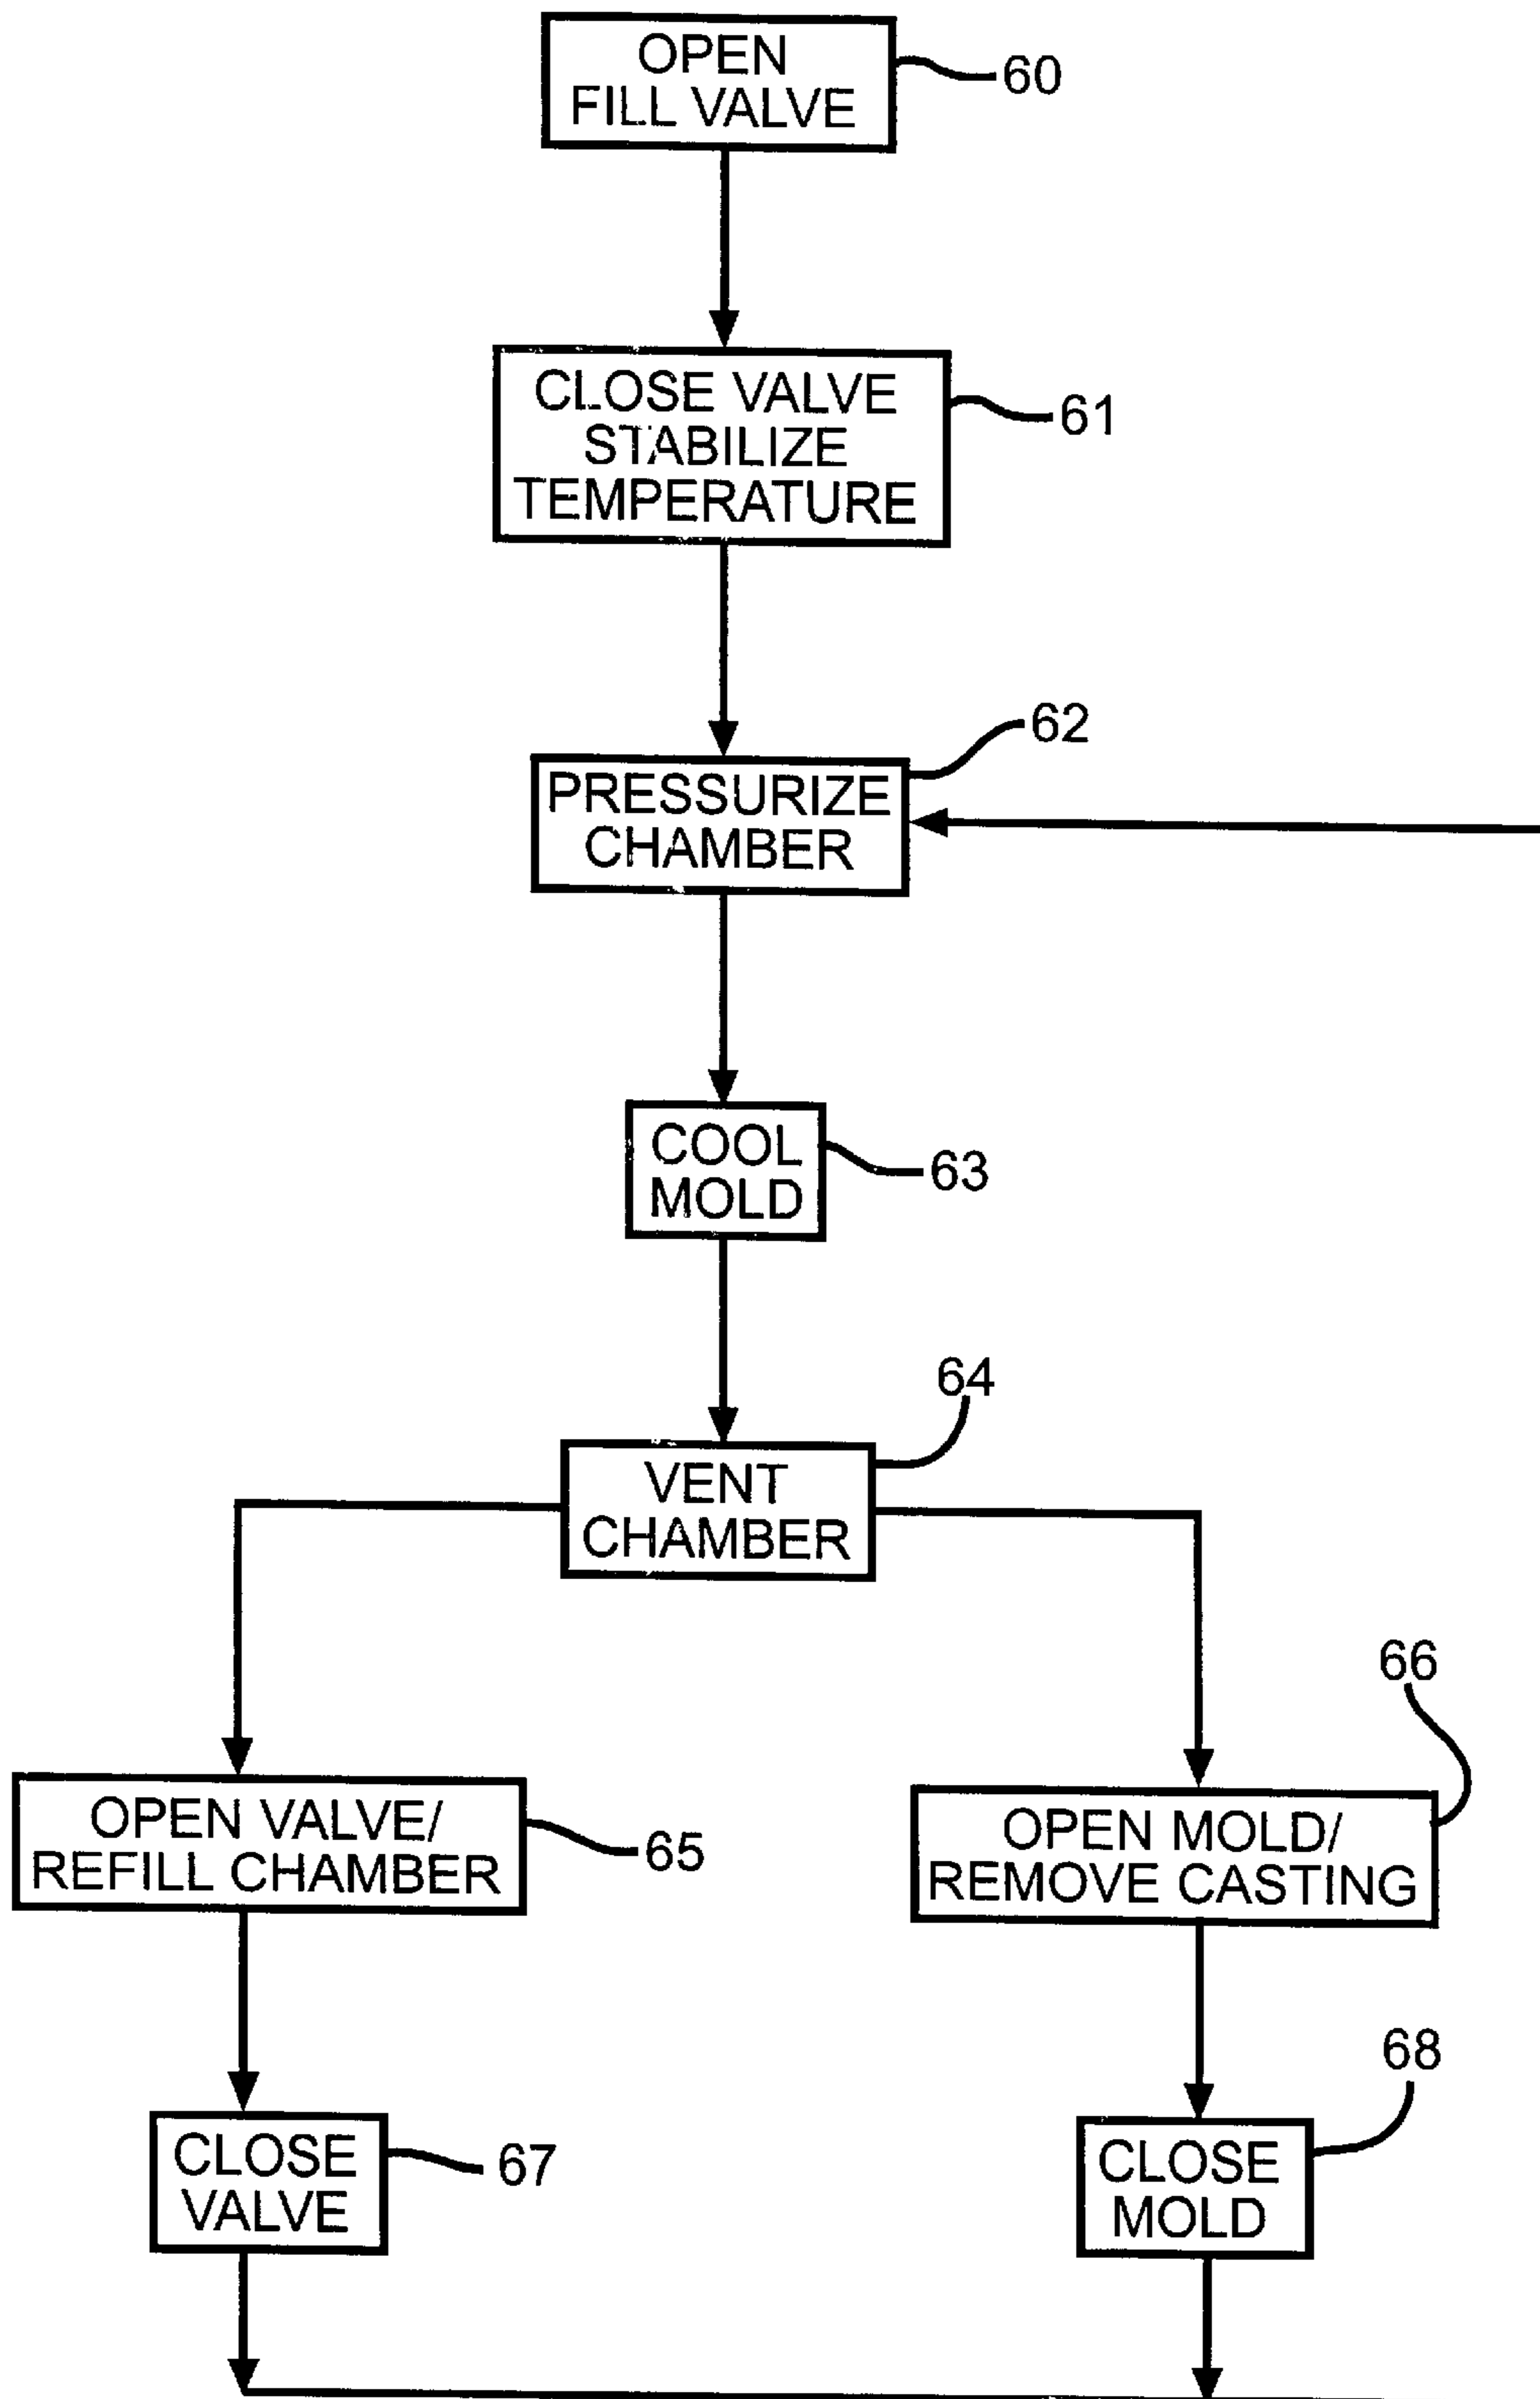 OPEN
FILL VALVE
60
CLOSE VALVE
STABILIZE
TEMPERATURE
61
62
PRESSURIZE
CHAMBER
COOL
MOLD
63
64
VENT
CHAMBER
66
OPEN VALVE/
REFILL CHAMBER
65
OPEN MOLD/
REMOVE CASTING
68
CLOSE
VALVE
67
CLOSE
MOLD